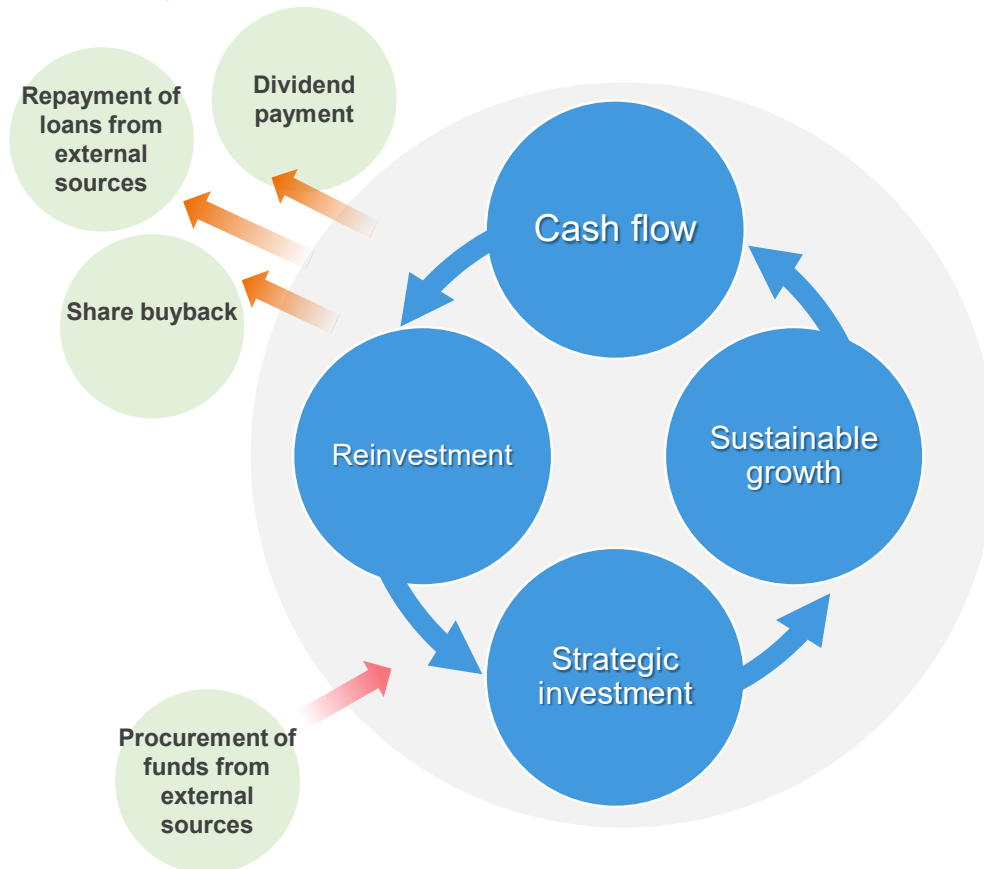 Dividend
payment
Repayment of
loans from
external
sources
Share buyback
Cash flow
Reinvestment
Sustainable
growth
Strategic
investment
Procurement of
funds from
external
sources